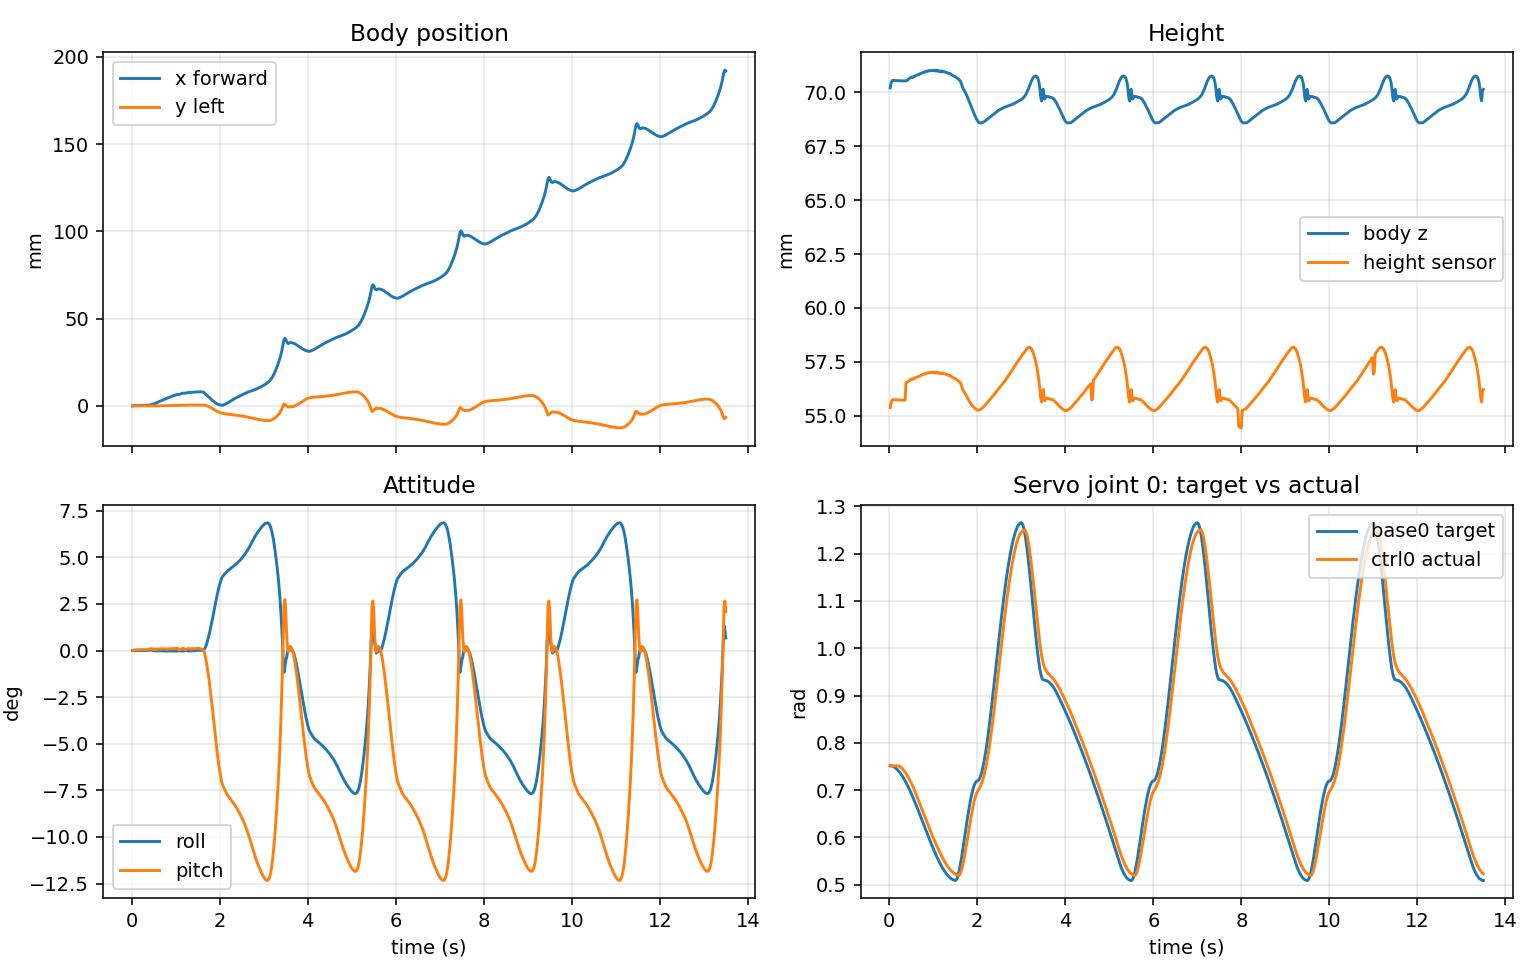 Body position
200
150
100
50
0
mm
x forward
y left
Height
70.0
67.5
65.0
62.5
60.0
57.5
55.0
mm
body z
height sensor
Attitude
7.5
5.0
2.5
0.0
−2.5
−5.0
−7.5
−10.0
−12.5
deg
roll
pitch
0 2 4 6 8 10 12 14
time (s)
Servo joint 0: target vs actual
1.3
1.2
1.1
1.0
0.9
0.8
0.7
0.6
0.5
rad
base0 target
ctrl0 actual
0 2 4 6 8 10 12 14
time (s)